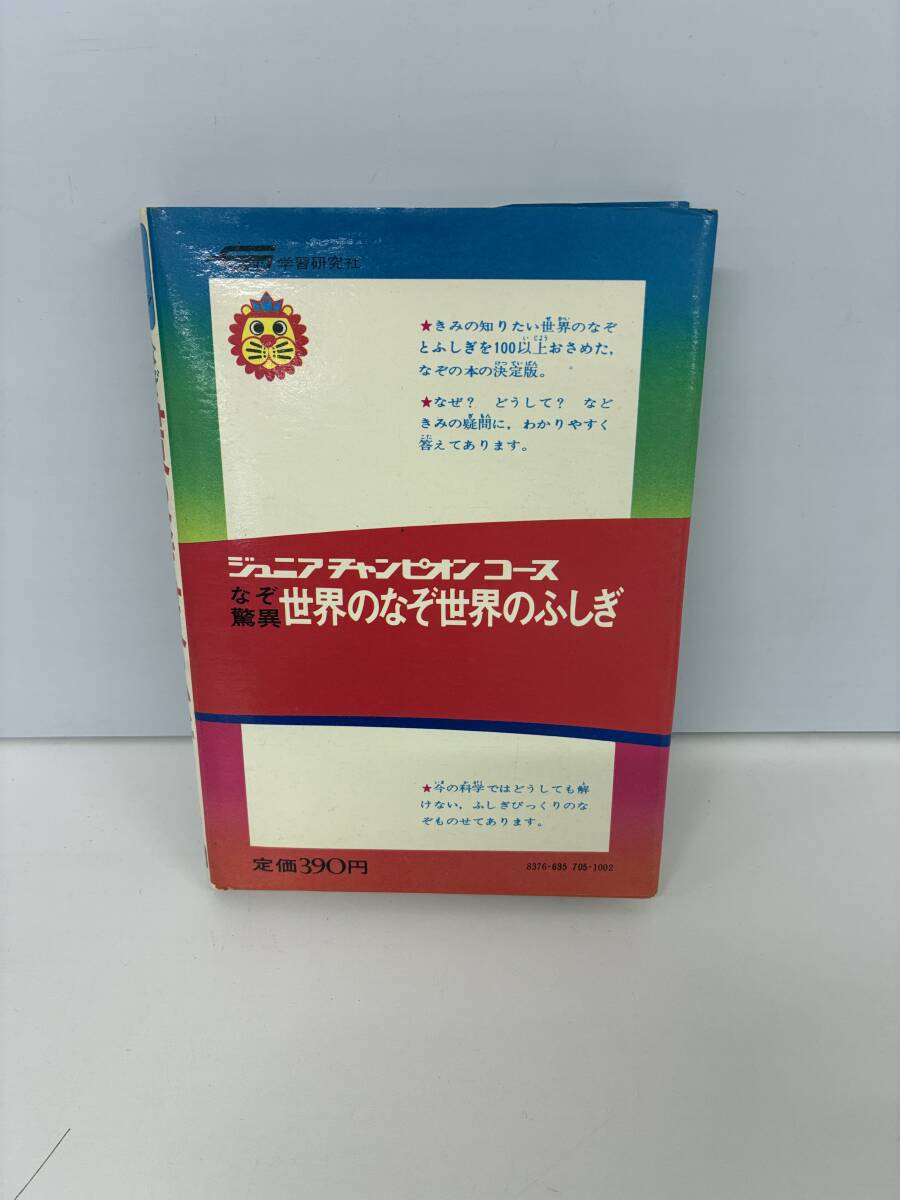 学習研究社
★きみの知りたい世界のなぞ
とふしぎを100以上おさめた，
なぞの本の決定版。
★なぜ？　どうして？　など
きみの疑問に，わかりやすく
答えてあります。
ジュニアチャンピオンコース
なぞ
驚異
世界のなぞ世界のふしぎ
★今の科学ではどうしても解
けない，ふしぎびっくりのな
ぞものせてあります。
定価390円
8376-635 705-1002